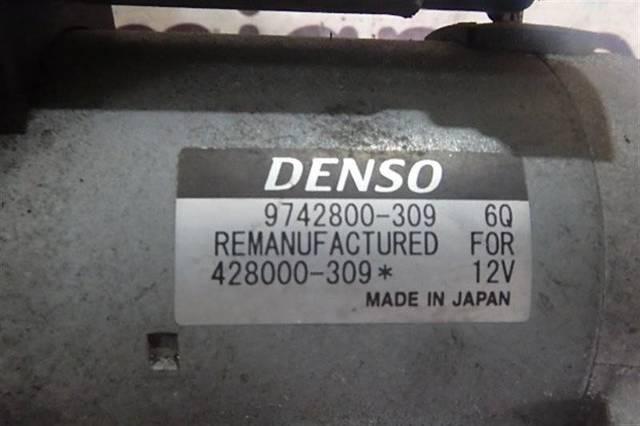 DENSO
9742800-309 6Q
REMANUFACTURED FOR
428000-309* 12V
MADE IN JAPAN